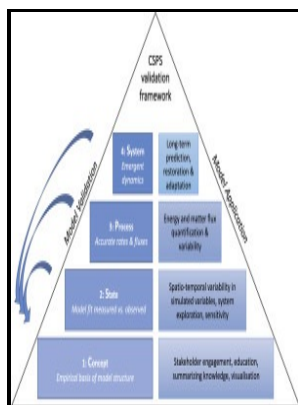 CSPS
validation
framework
Model Validation
Model Application
4: System
Emergent
dynamics
Long-term
prediction,
restoration &
adaptation
3: Process
Accurate rates & fluxes
Energy and matter flux
quantification &
variability
2: State
Model fit measured vs. observed
Spatio-temporal variability in
simulated variables, system
exploration, sensitivity
1: Concept
Empirical basis of model structure
Stakeholder engagement, education,
summarizing knowledge, visualisation